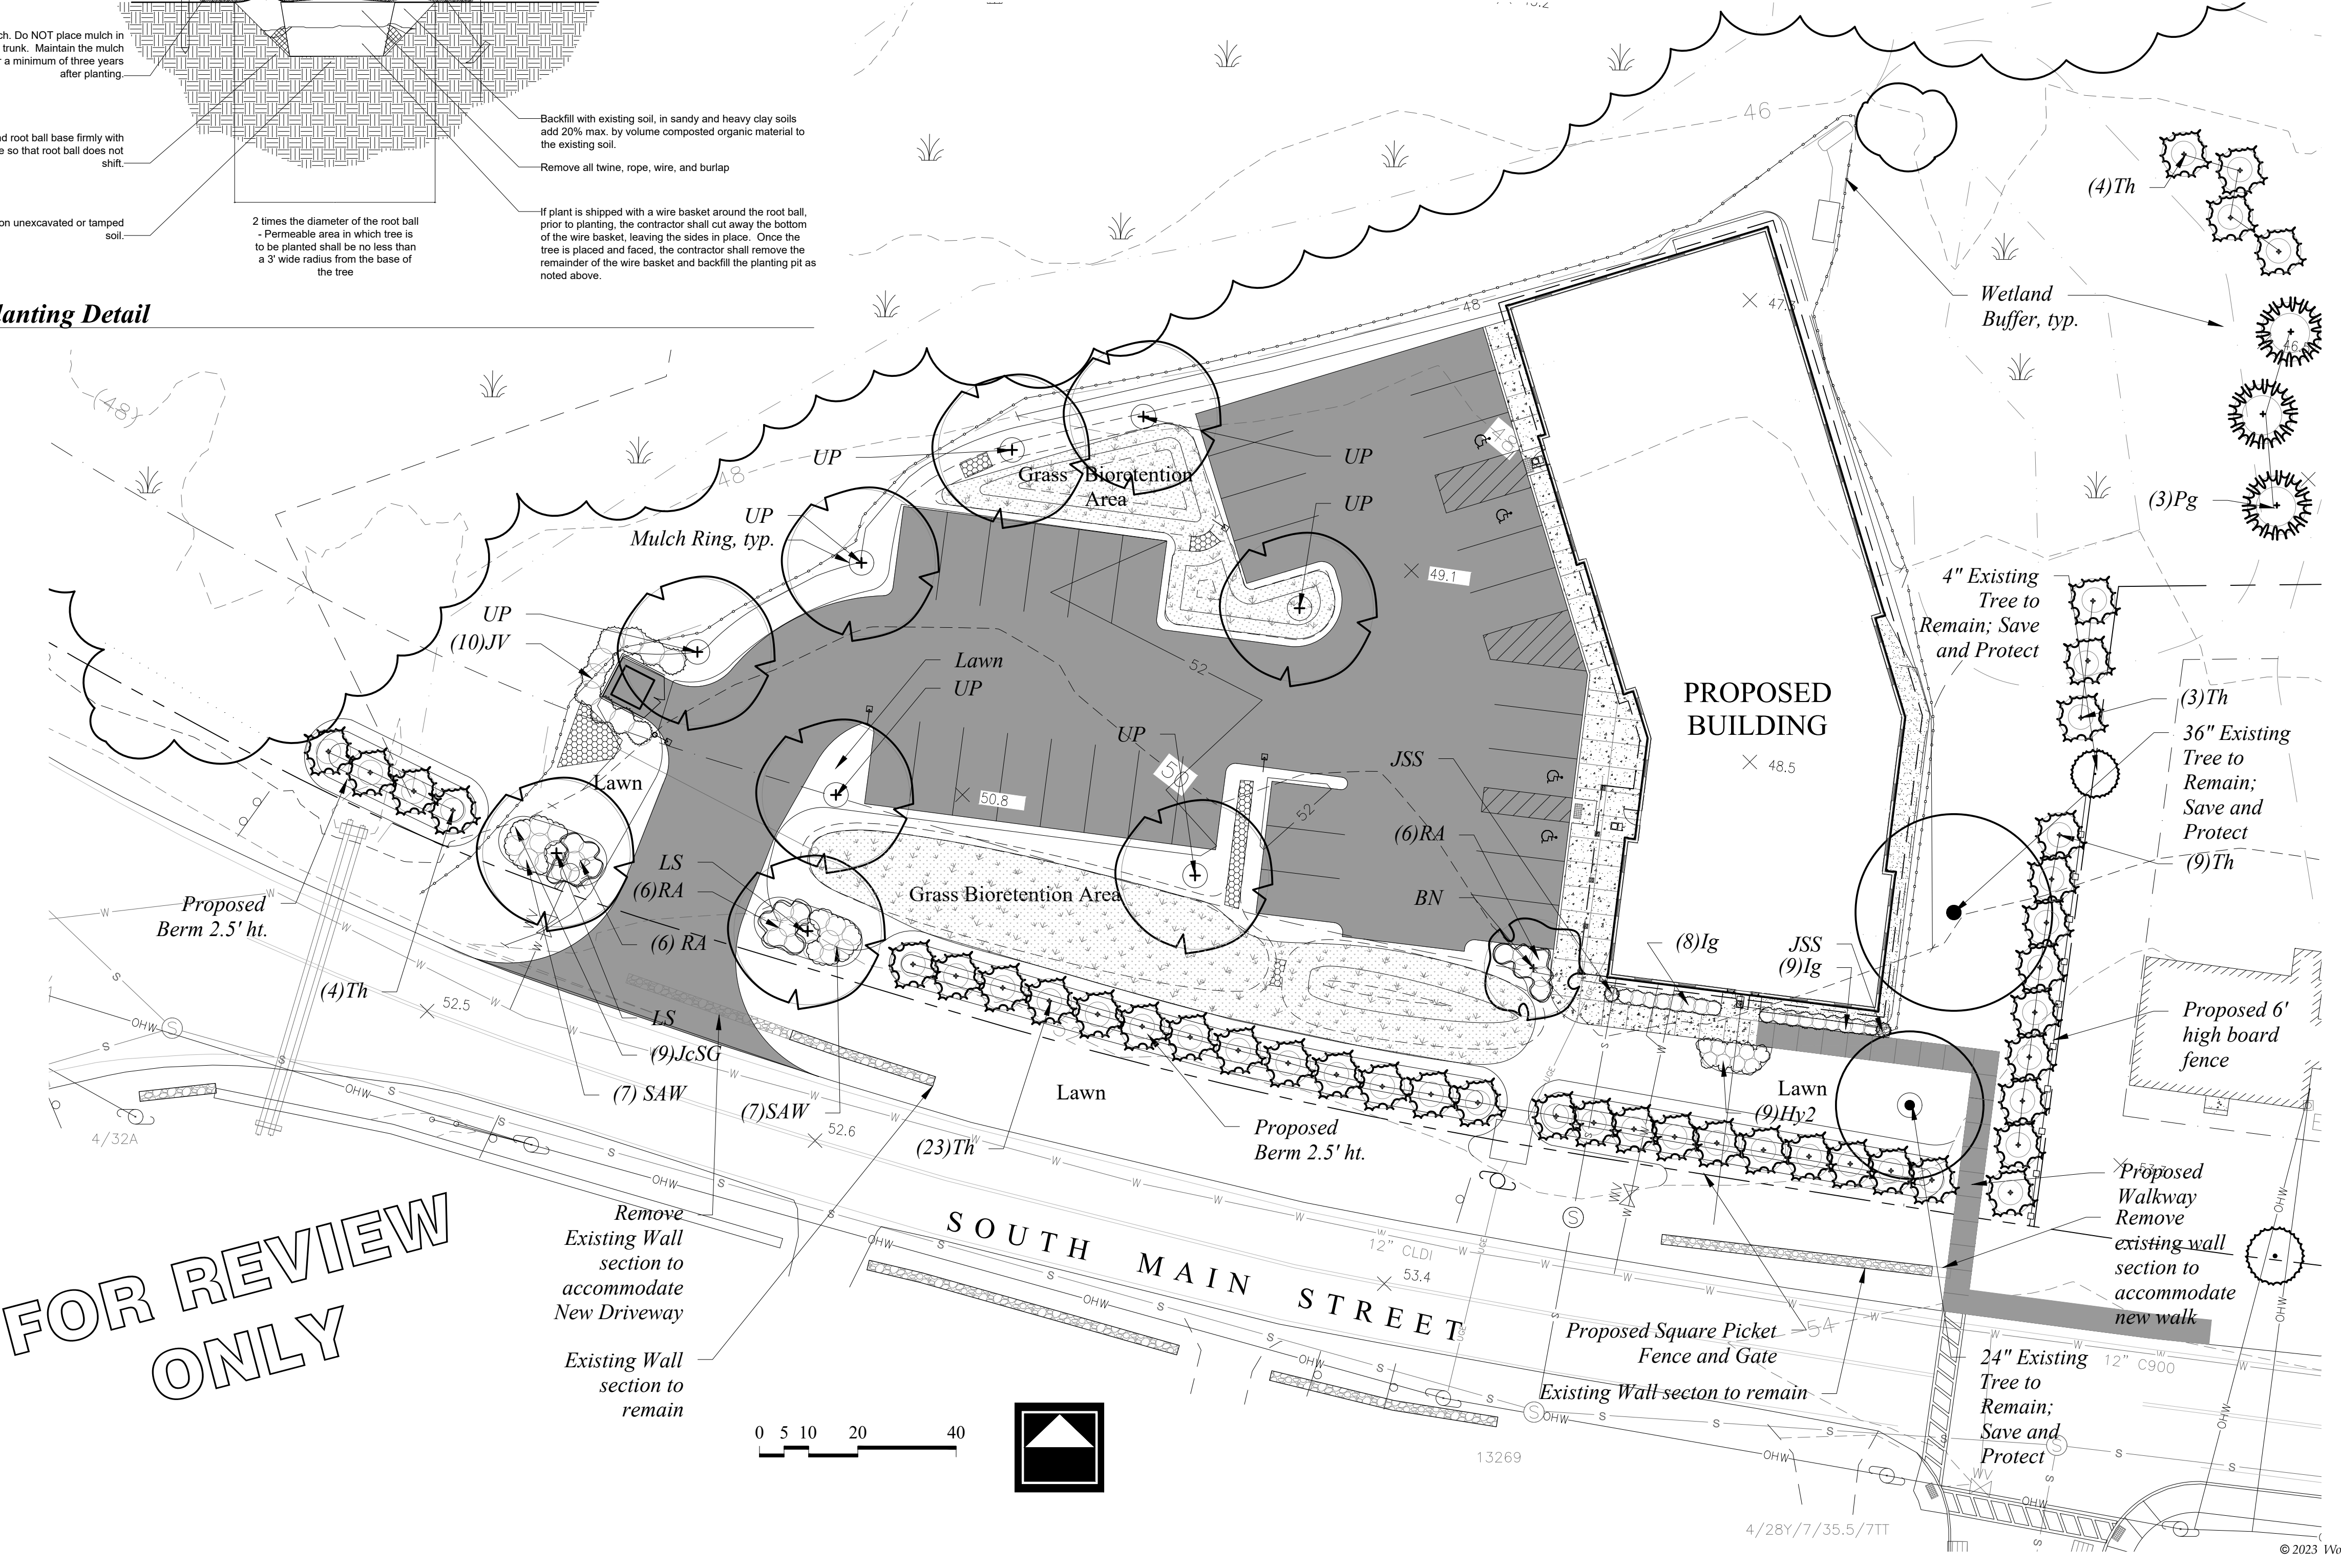 ch. Do NOT place mulch in
trunk. Maintain the mulch
r a minimum of three years
after planting.
nd root ball base firmly with
e so that root ball does not
shift.
on unexcavated or tamped
soil.
2 times the diameter of the root ball
- Permeable area in which tree is
to be planted shall be no less than
a 3' wide radius from the base of
the tree
Backfill with existing soil, in sandy and heavy clay soils
add 20% max. by volume composted organic material to
the existing soil.
Remove all twine, rope, wire, and burlap
If plant is shipped with a wire basket around the root ball,
prior to planting, the contractor shall cut away the bottom
of the wire basket, leaving the sides in place. Once the
tree is placed and faced, the contractor shall remove the
remainder of the wire basket and backfill the planting pit as
noted above.
lanting Detail
46
(4)Th
Wetland
Buffer, typ.
48
(48)
48
UP
Grass Bioretention
Area
UP
UP
UP
Mulch Ring, typ.
(3)Pg
49.1
4" Existing
Tree to
Remain; Save
and Protect
UP
(10)JV
Lawn
UP
52
PROPOSED
BUILDING
48.5
(3)Th
36" Existing
Tree to
Remain;
Save and
Protect
(9)Th
UP
50
JSS
Lawn
50.8
52
(6)RA
BN
LS
(6)RA
Grass Bioretention Area
Proposed
Berm 2.5' ht.
(6) RA
(8)Ig
JSS
(9)Ig
(4)Th
52.5
LS
(9)JcSG
(7) SAW
(7)SAW
52.6
(23)Th
Lawn
Proposed
Berm 2.5' ht.
Lawn
(9)Hy2
Proposed 6'
high board
fence
4/32A
Proposed
Walkway
Remove
existing wall
section to
accommodate
new walk
Remove
Existing Wall
section to
accommodate
New Driveway
Existing Wall
section to
remain
SOUTH MAIN STREET
12" CLDI
53.4
54
Proposed Square Picket
Fence and Gate
Existing Wall secton to remain
24" Existing
Tree to
Remain;
Save and
Protect
12" C900
FOR REVIEW
ONLY
0 5 10 20 40
13269
4/28Y/7/35.5/7TT
WV
OHW
© 2023 Wo